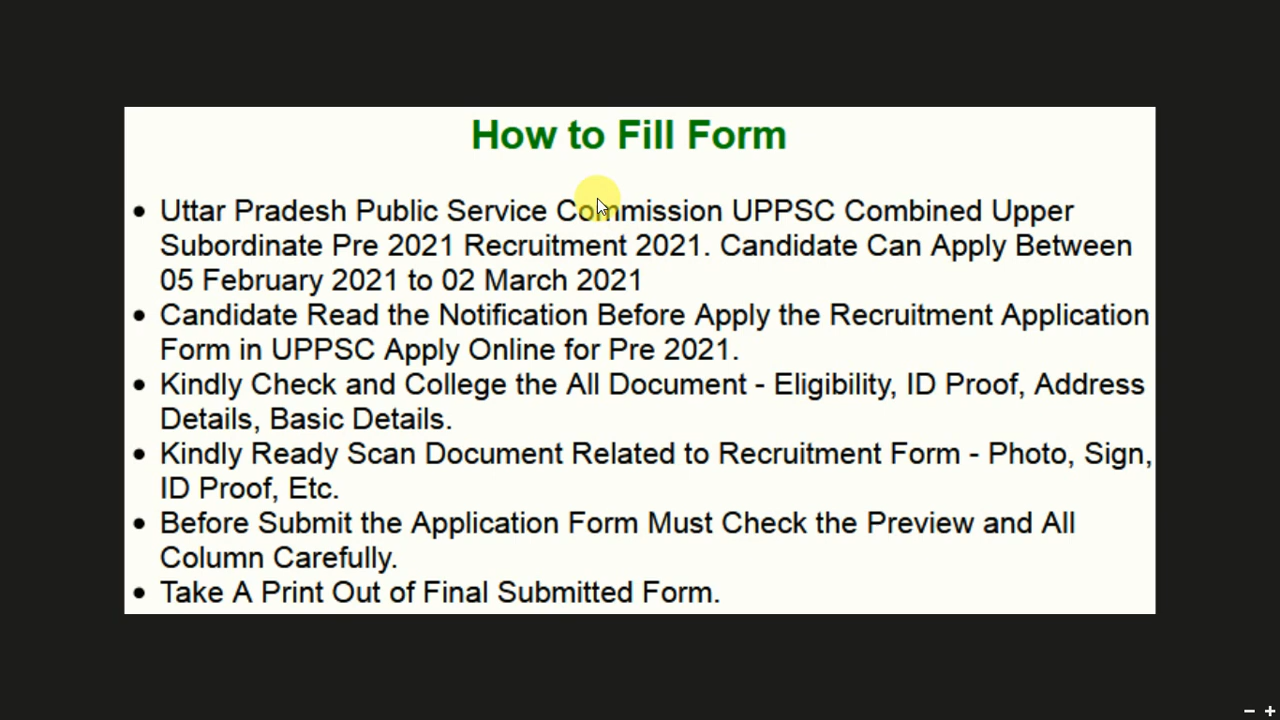 How to Fill Form
• Uttar Pradesh Public Service Commission UPPSC Combined Upper
Subordinate Pre 2021 Recruitment 2021. Candidate Can Apply Between
05 February 2021 to 02 March 2021
• Candidate Read the Notification Before Apply the Recruitment Application
Form in UPPSC Apply Online for Pre 2021.
• Kindly Check and College the All Document - Eligibility, ID Proof, Address
Details, Basic Details.
• Kindly Ready Scan Document Related to Recruitment Form - Photo, Sign,
ID Proof, Etc.
• Before Submit the Application Form Must Check the Preview and All
Column Carefully.
• Take A Print Out of Final Submitted Form.